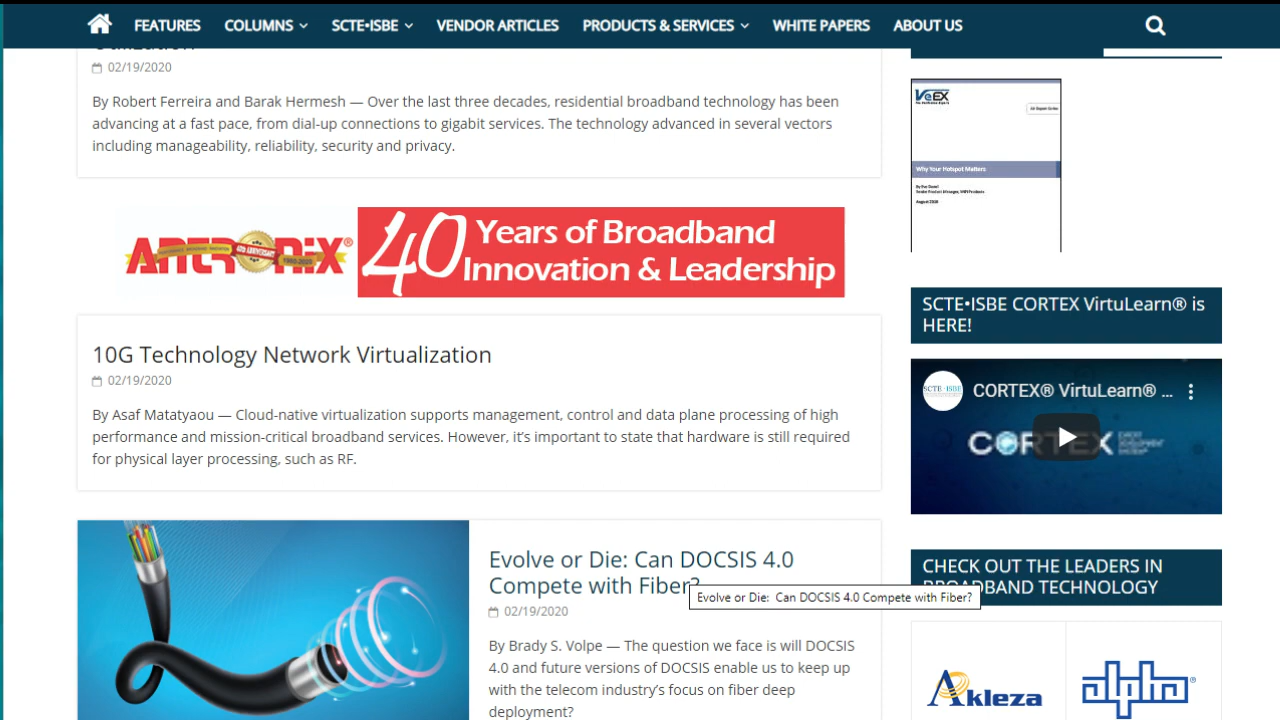 FEATURES COLUMNS SCTE•ISBE VENDOR ARTICLES PRODUCTS & SERVICES WHITE PAPERS ABOUT US
02/19/2020
By Robert Ferreira and Barak Hermesh — Over the last three decades, residential broadband technology has been
advancing at a fast pace, from dial-up connections to gigabit services. The technology advanced in several vectors
including manageability, reliability, security and privacy.
ANTRONIX®
40 Years of Broadband
Innovation & Leadership
10G Technology Network Virtualization
02/19/2020
By Asaf Matatyaou — Cloud-native virtualization supports management, control and data plane processing of high
performance and mission-critical broadband services. However, it's important to state that hardware is still required
for physical layer processing, such as RF.
Evolve or Die: Can DOCSIS 4.0
Compete with Fiber?
Evolve or Die: Can DOCSIS 4.0 Compete with Fiber?
02/19/2020
By Brady S. Volpe — The question we face is will DOCSIS
4.0 and future versions of DOCSIS enable us to keep up
with the telecom industry's focus on fiber deep
deployment?
VeEX
Why Your Hotspot Matters
August 2018
SCTE•ISBE CORTEX VirtuLearn® is
HERE!
SCTE•ISBE
CORTEX® VirtuLearn® ...
CORTEX
CHECK OUT THE LEADERS IN
BROADBAND TECHNOLOGY
Akleza
alpha®